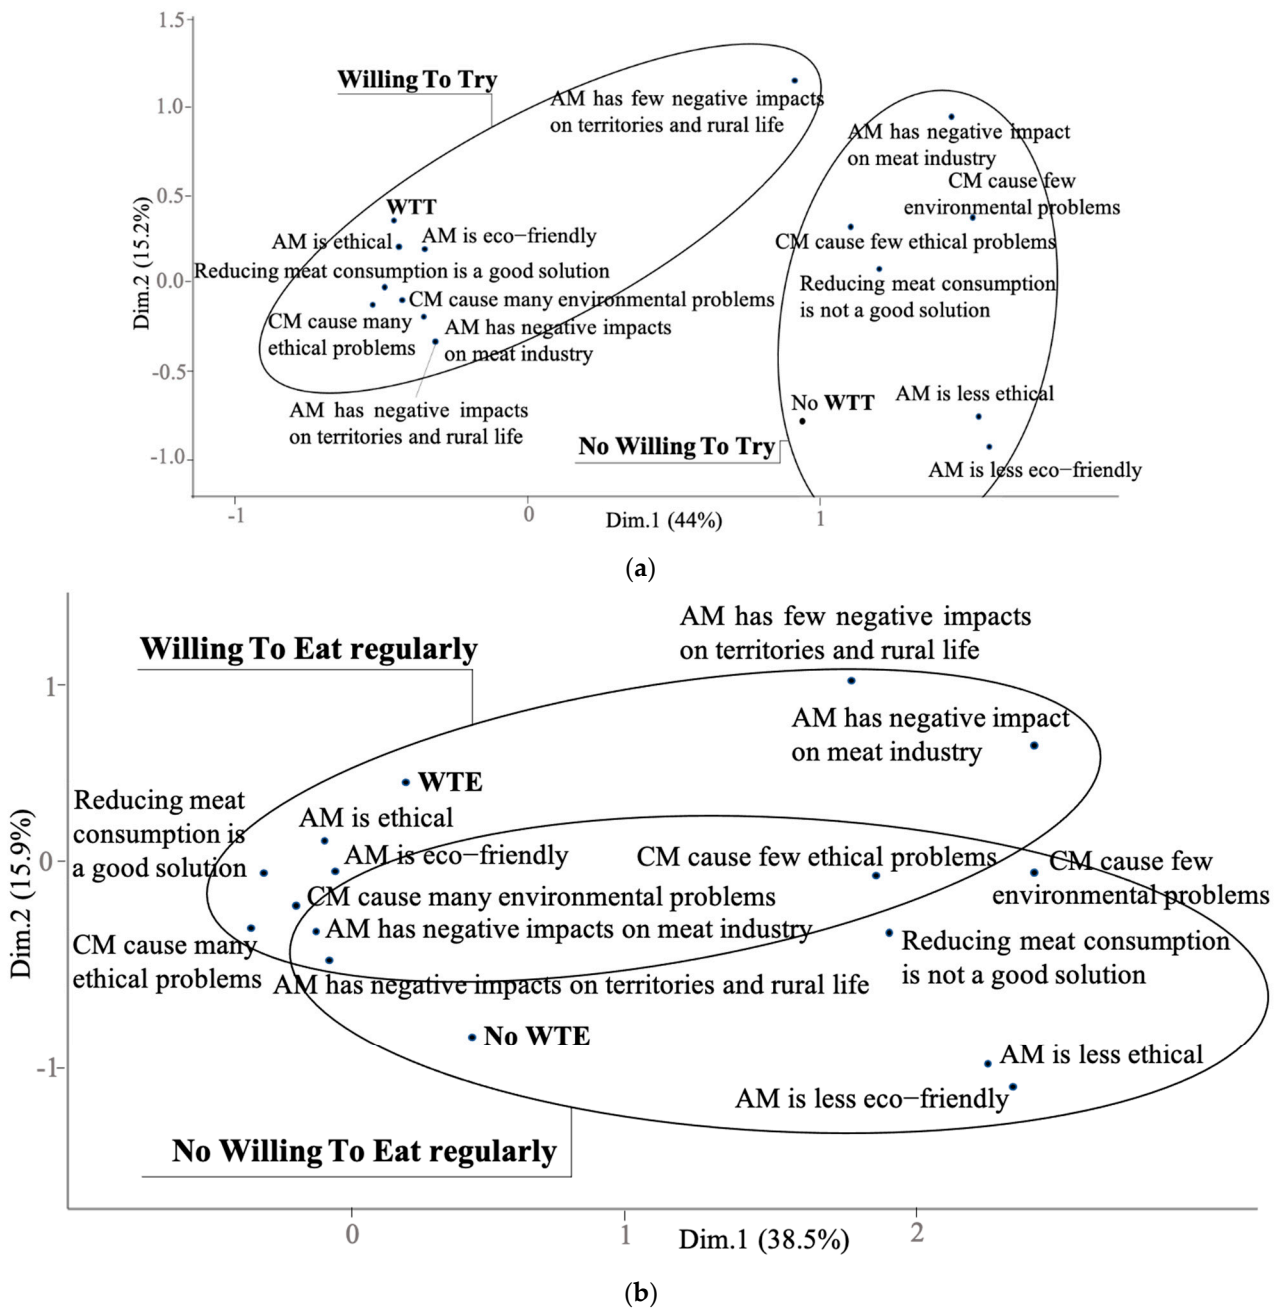 1.5
Willing To Try
AM has few negative impacts
on territories and rural life
1.0
AM has negative impact
on meat industry
CM cause few
environmental problems
0.5
WTT
AM is ethical
AM is eco−friendly
CM cause few ethical problems
Reducing meat consumption is a good solution
Dim.2 (15.2%)
0.0
Reducing meat consumption
is not a good solution
CM cause many environmental problems
CM cause many
ethical problems
AM has negative impacts
on meat industry
-0.5
AM has negative impacts
on territories and rural life
No WTT
AM is less ethical
No Willing To Try
-1.0
AM is less eco−friendly
-1
0
Dim.1 (44%)
1
(a)
AM has few negative impacts
on territories and rural life
Willing To Eat regularly
1
AM has negative impact
on meat industry
WTE
Reducing meat
consumption is
a good solution
AM is ethical
Dim.2 (15.9%)
0
AM is eco−friendly
CM cause few ethical problems
CM cause few
environmental problems
CM cause many environmental problems
AM has negative impacts on meat industry
CM cause many
ethical problems
Reducing meat consumption
is not a good solution
AM has negative impacts on territories and rural life
No WTE
-1
AM is less ethical
AM is less eco−friendly
No Willing To Eat regularly
0
1
Dim.1 (38.5%)
2
(b)